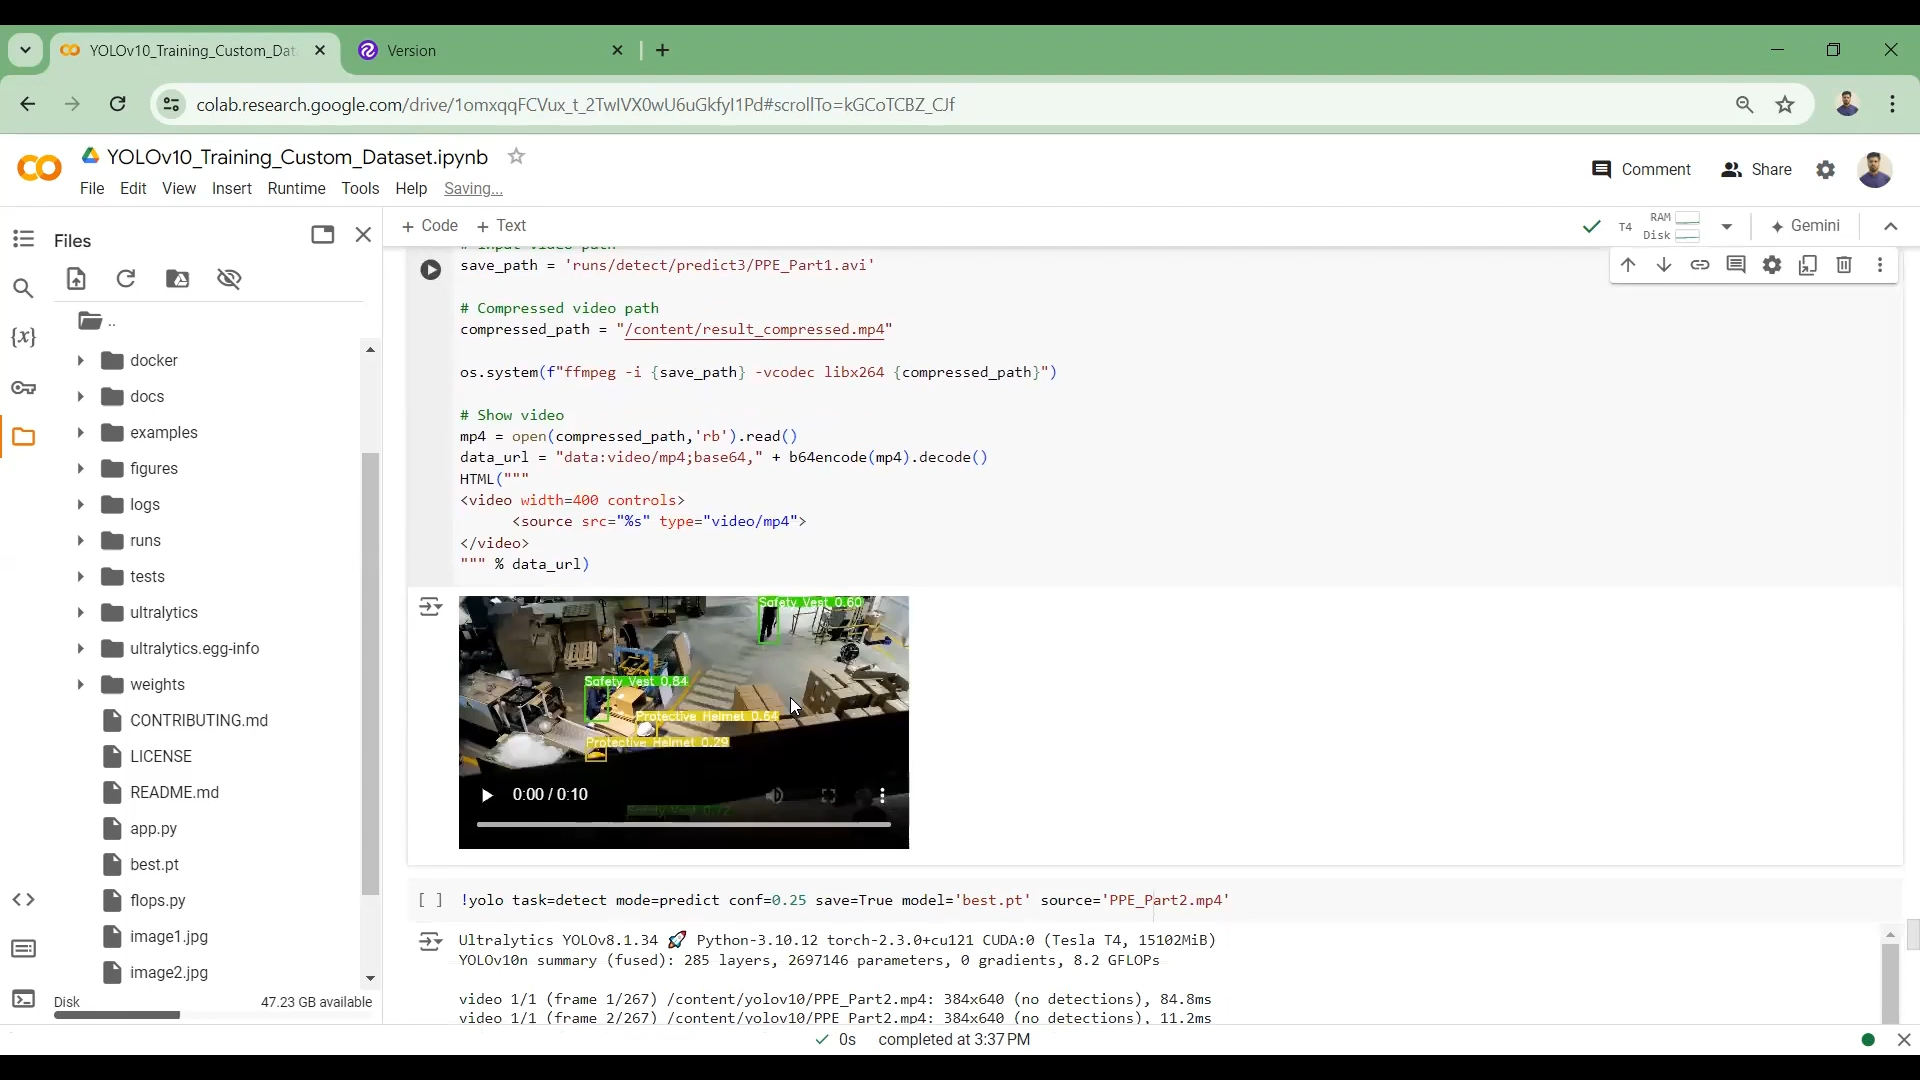 YOLOv10_Training_Custom_Dat
Version
colab.research.google.com/drive/1omxqqFCVux_t_2TwIVX0wU6uGkfyI1Pd#scrollTo=kGCoTCBZ_CJf
YOLOv10_Training_Custom_Dataset.ipynb
Comment
Share
File Edit View Insert Runtime Tools Help Saving...
Files
+ Code + Text
T4
RAM
Disk
Gemini
..
docker
docs
examples
figures
logs
runs
tests
ultralytics
ultralytics.egg-info
weights
CONTRIBUTING.md
LICENSE
README.md
app.py
best.pt
flops.py
image1.jpg
image2.jpg
Disk
47.23 GB available
# Input video path
save_path = 'runs/detect/predict3/PPE_Part1.avi'
# Compressed video path
compressed_path = "/content/result_compressed.mp4"
os.system(f"ffmpeg -i {save_path} -vcodec libx264 {compressed_path}")
# Show video
mp4 = open(compressed_path,'rb').read()
data_url = "data:video/mp4;base64," + b64encode(mp4).decode()
HTML("""
<video width=400 controls>
<source src="%s" type="video/mp4">
</video>
""" % data_url)
Safety Vest 0.60
Safety Vest 0.84
Protective Helmet 0.64
Protective Helmet 0.29
0:00 / 0:10
Safety Vest 0.72
[ ] !yolo task=detect mode=predict conf=0.25 save=True model='best.pt' source='PPE_Part2.mp4'
Ultralytics YOLOv8.1.34 🚀 Python-3.10.12 torch-2.3.0+cu121 CUDA:0 (Tesla T4, 15102MiB)
YOLOv10n summary (fused): 285 layers, 2697146 parameters, 0 gradients, 8.2 GFLOPs
video 1/1 (frame 1/267) /content/yolov10/PPE_Part2.mp4: 384x640 (no detections), 84.8ms
video 1/1 (frame 2/267) /content/yolov10/PPE_Part2.mp4: 384x640 (no detections), 11.2ms
0s completed at 3:37 PM